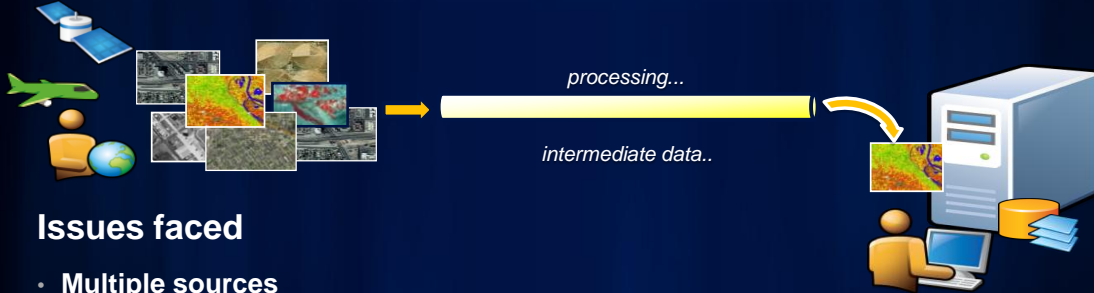 processing...
intermediate data..
Issues faced
• Multiple sources